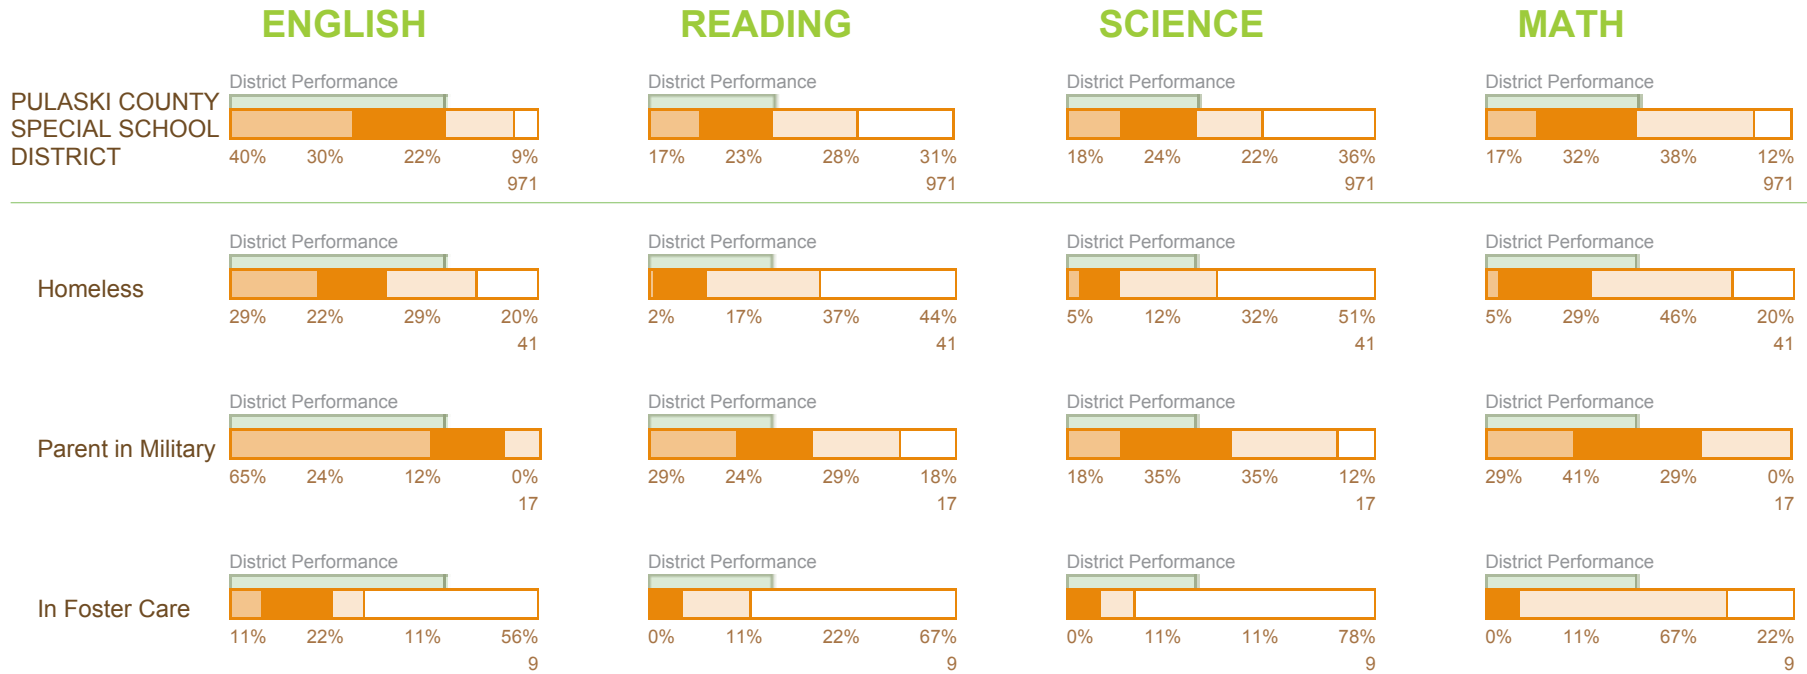 ENGLISH READING SCIENCE MATH
District Performance District Performance District Performance District Performance
PULASKI COUNTY
SPECIAL SCHOOL
DISTRICT
40% 30% 22% 9% 17% 23% 28% 31% 18% 24% 22% 36% 17% 32% 38% 12%
971 971 971 971
District Performance District Performance District Performance District Performance
Homeless
29% 22% 29% 20% 2% 17% 37% 44% 5% 12% 32% 51% 5% 29% 46% 20%
41 41 41 41
District Performance District Performance District Performance District Performance
Parent in Military
65% 24% 12% 0% 29% 24% 29% 18% 18% 35% 35% 12% 29% 41% 29% 0%
17 17 17 17
District Performance District Performance District Performance District Performance
In Foster Care
11% 22% 11% 56% 0% 11% 22% 67% 0% 11% 11% 78% 0% 11% 67% 22%
9 9 9 9